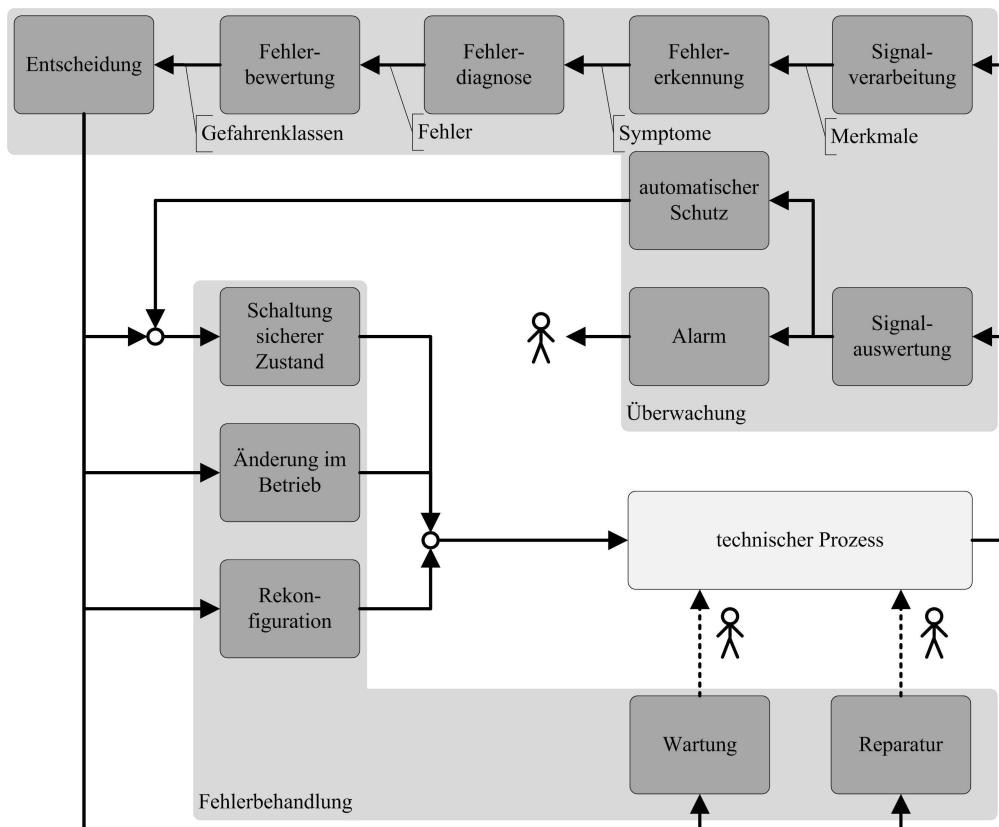 Entscheidung
Fehler-
bewertung
Fehler-
diagnose
Fehler-
erkennung
Signal-
verarbeitung
Gefahrenklassen
Fehler
Symptome
Merkmale
automatischer
Schutz
Schaltung
sicherer
Zustand
Alarm
Signal-
auswertung
Überwachung
Änderung im
Betrieb
technischer Prozess
Rekon-
figuration
Wartung
Reparatur
Fehlerbehandlung